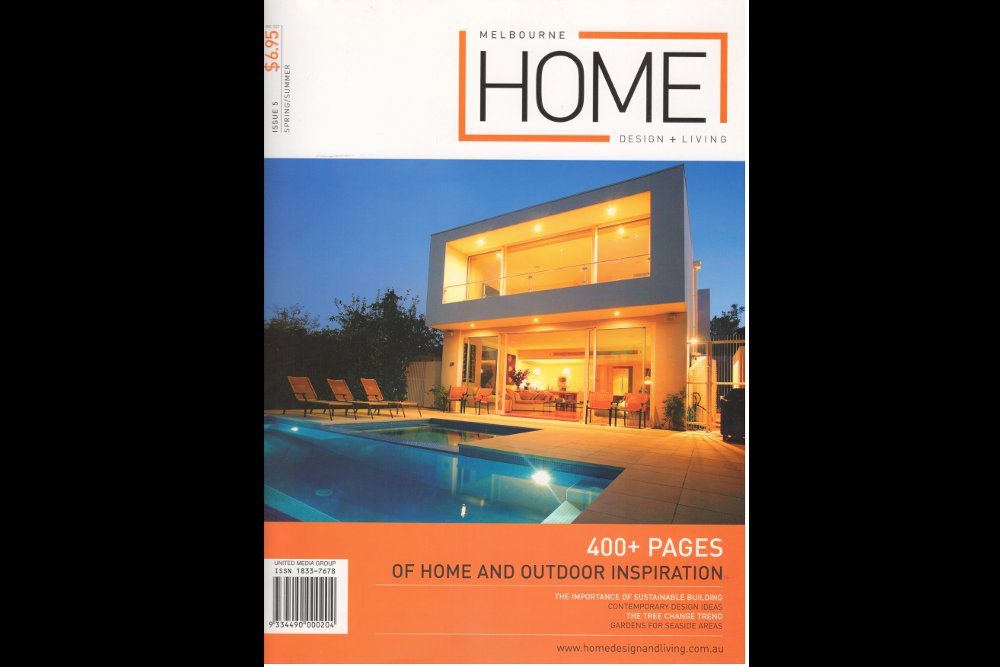 $6.95
ISSUE 5
SPRING/SUMMER
MELBOURNE
HOME
DESIGN + LIVING
400+ PAGES
OF HOME AND OUTDOOR INSPIRATION
THE IMPORTANCE OF SUSTAINABLE BUILDING
CONTEMPORARY DESIGN IDEAS
THE TREE CHANGE TREND
GARDENS FOR SEASIDE AREAS
www.homedesignandliving.com.au
UNITED MEDIA GROUP
ISSN 1833-7678
9 334490 000204